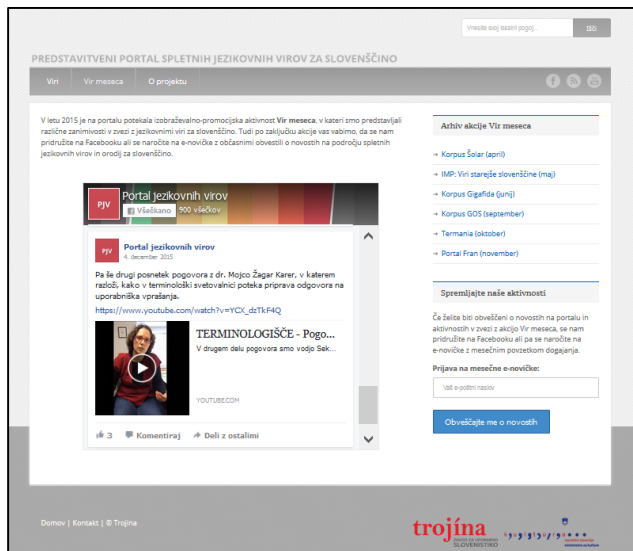 Vnesite svoj iskalni pogoj...
Išči
PREDSTAVITVENI PORTAL SPLETNIH JEZIKOVNIH VIROV ZA SLOVENŠČINO
Viri
Vir meseca
O projektu
V letu 2015 je na portalu potekala izobraževalno-promocijska aktivnost Vir meseca, v kateri smo predstavljali
različne zanimivosti v zvezi z jezikovnimi viri za slovenščino. Tudi po zaključku akcije vas vabimo, da se nam
pridružite na Facebooku ali se naročite na e-novičke z občasnimi obvestili o novostih na področju spletnih
jezikovnih virov in orodij za slovenščino.
PJV
Portal jezikovnih virov
Všečkano
900 všečkov
PJV
Portal jezikovnih virov
4. december 2015
Pa še drugi posnetek pogovora z dr. Mojco Žagar Karer, v katerem
razloži, kako v terminološki svetovalnici poteka priprava odgovora na
uporabniška vprašanja.
https://www.youtube.com/watch?v=YCX_dzTkF4Q
TERMINOLOGIŠČE - Pogo...
V drugem delu pogovora smo vodjo Sek...
YOUTUBE.COM
3
Komentiraj
Deli z ostalimi
Arhiv akcije Vir meseca
→ Korpus Šolar (april)
→ IMP: Viri starejše slovenščine (maj)
→ Korpus Gigafida (junij)
→ Korpus GOS (september)
→ Termania (oktober)
→ Portal Fran (november)
Spremljajte naše aktivnosti
Če želite biti obveščeni o novostih na portalu in
aktivnostih v zvezi z akcijo Vir meseca, se nam
pridružite na Facebooku ali pa se naročite na
e-novičke z mesečnim povzetkom dogajanja.
Prijava na mesečne e-novičke:
Vaš e-poštni naslov
Obveščajte me o novostih
Domov | Kontakt | © Trojina
trojína
ZAVOD ZA UPORABNO
SLOVENISTIKO